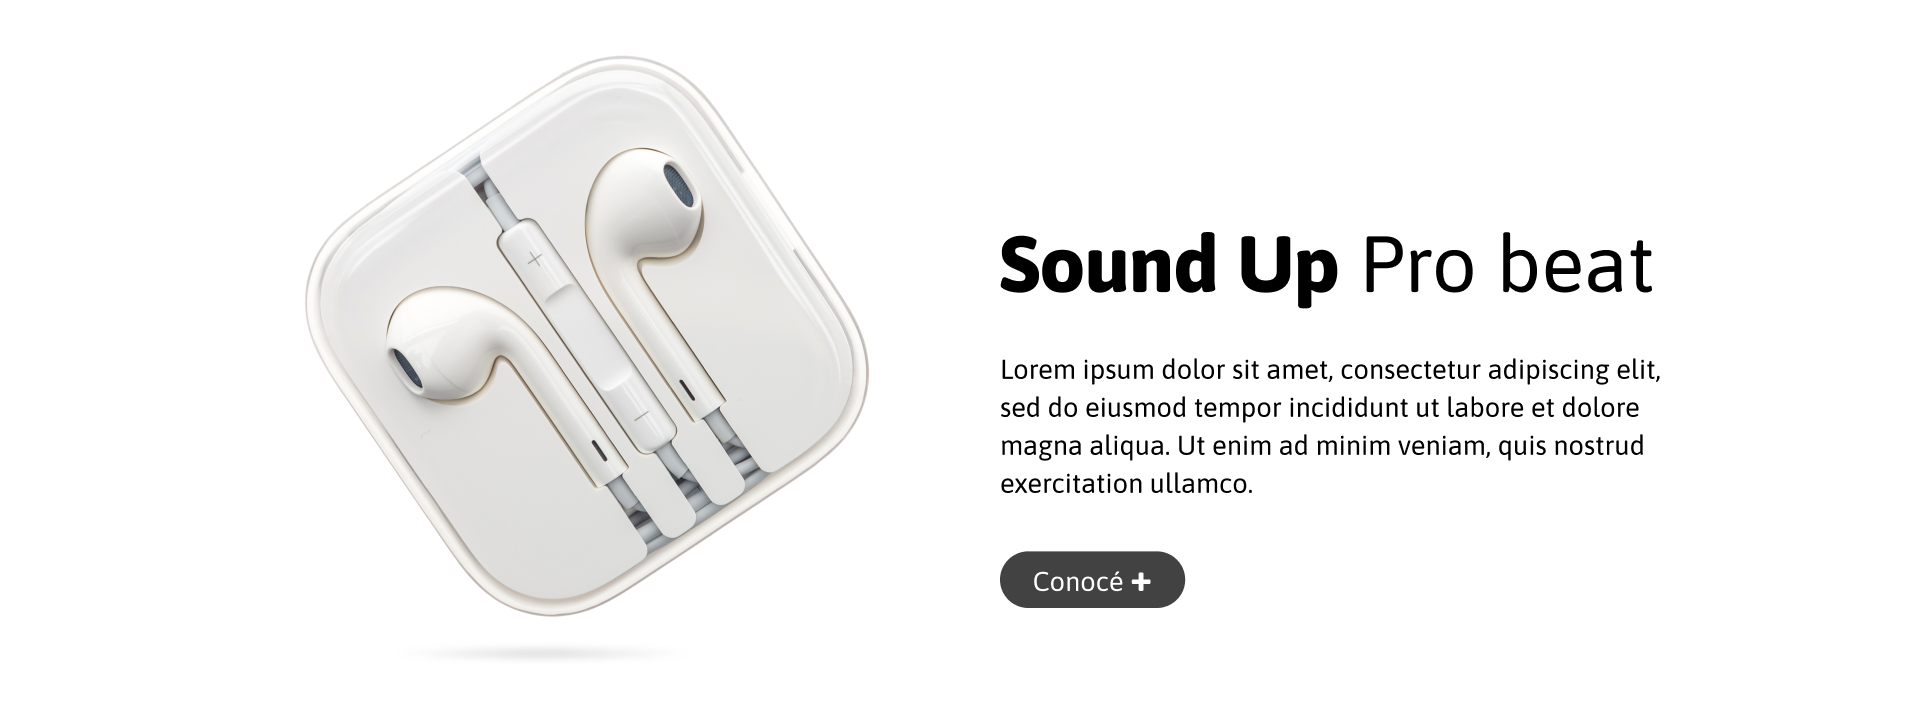 Sound Up Pro beat
Lorem ipsum dolor sit amet, consectetur adipiscing elit,
sed do eiusmod tempor incididunt ut labore et dolore
magna aliqua. Ut enim ad minim veniam, quis nostrud
exercitation ullamco.
Conocé +